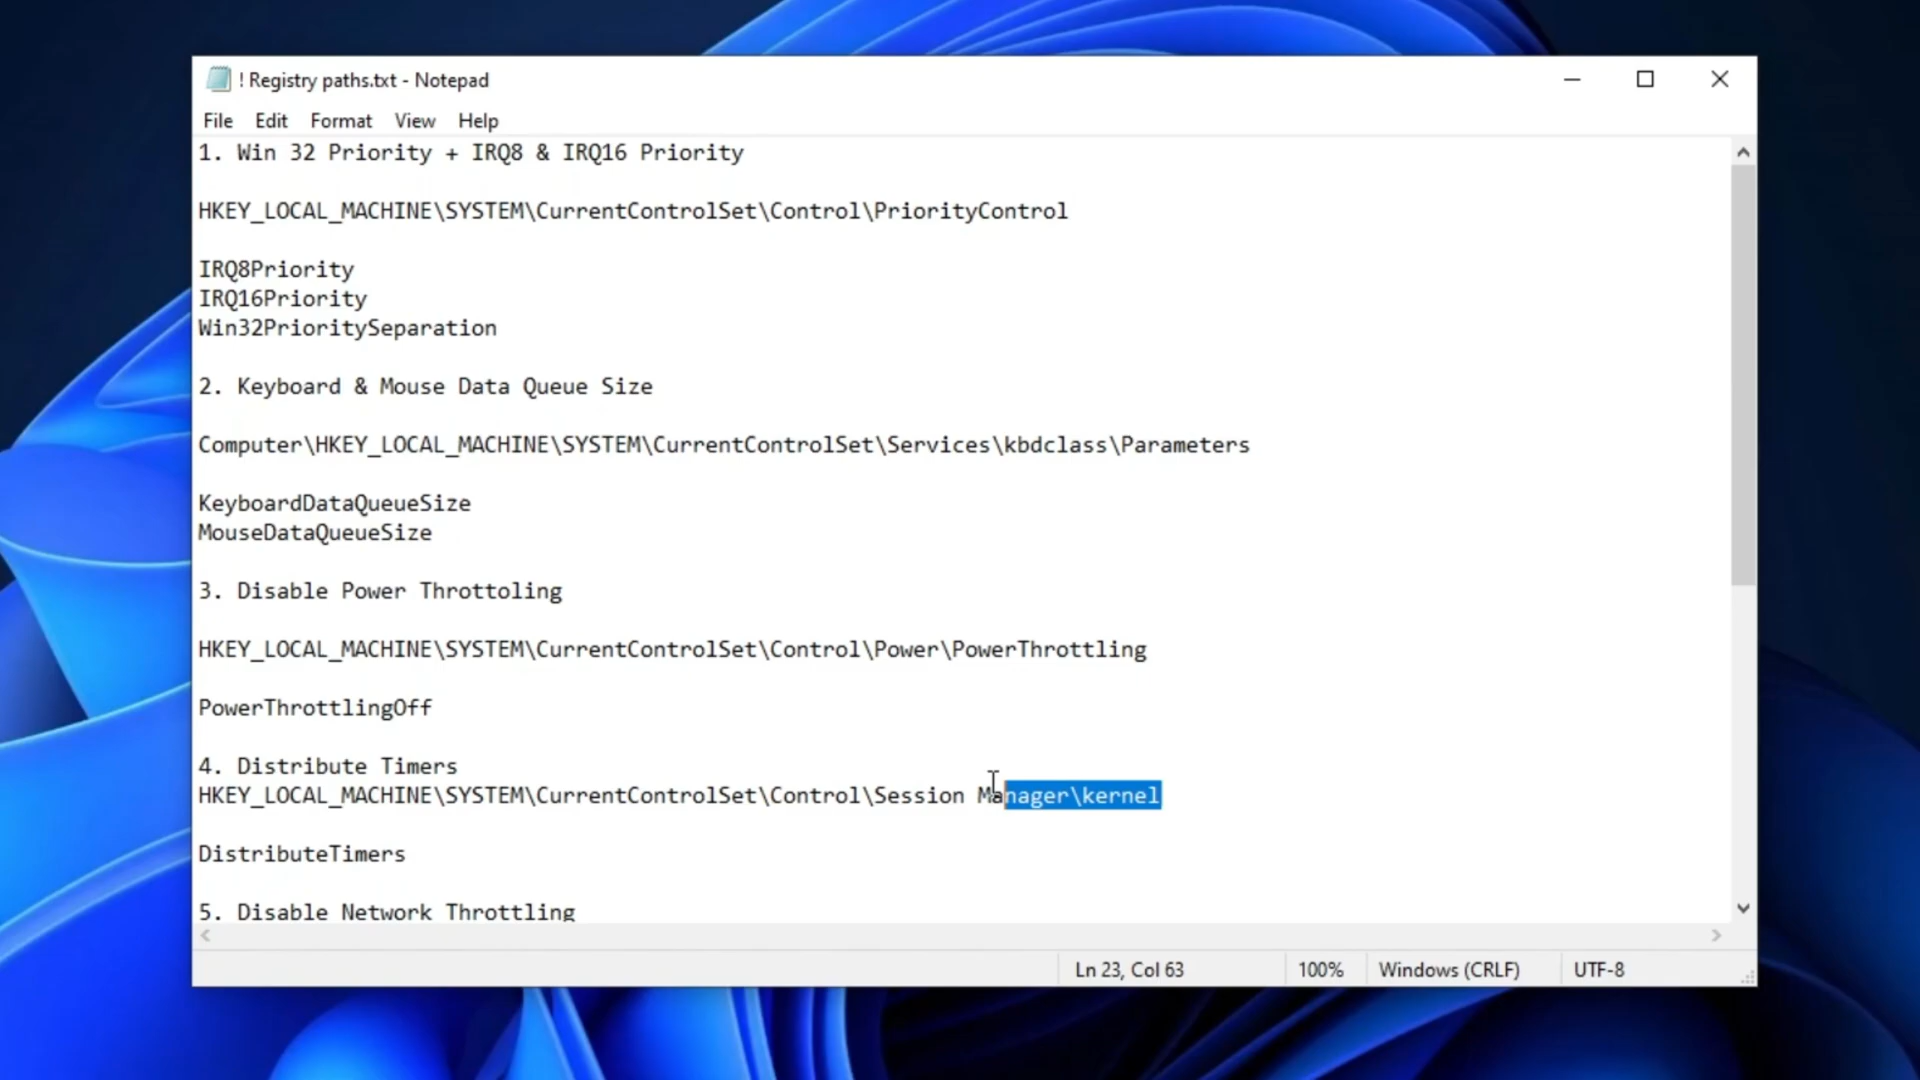 ! Registry paths.txt - Notepad
File Edit Format View Help
1. Win 32 Priority + IRQ8 & IRQ16 Priority
HKEY_LOCAL_MACHINE\SYSTEM\CurrentControlSet\Control\PriorityControl
IRQ8Priority
IRQ16Priority
Win32PrioritySeparation
2. Keyboard & Mouse Data Queue Size
Computer\HKEY_LOCAL_MACHINE\SYSTEM\CurrentControlSet\Services\kbdclass\Parameters
KeyboardDataQueueSize
MouseDataQueueSize
3. Disable Power Throttoling
HKEY_LOCAL_MACHINE\SYSTEM\CurrentControlSet\Control\Power\PowerThrottling
PowerThrottlingOff
4. Distribute Timers
HKEY_LOCAL_MACHINE\SYSTEM\CurrentControlSet\Control\Session Manager\kernel
DistributeTimers
5. Disable Network Throttling
Ln 23, Col 63 100% Windows (CRLF) UTF-8